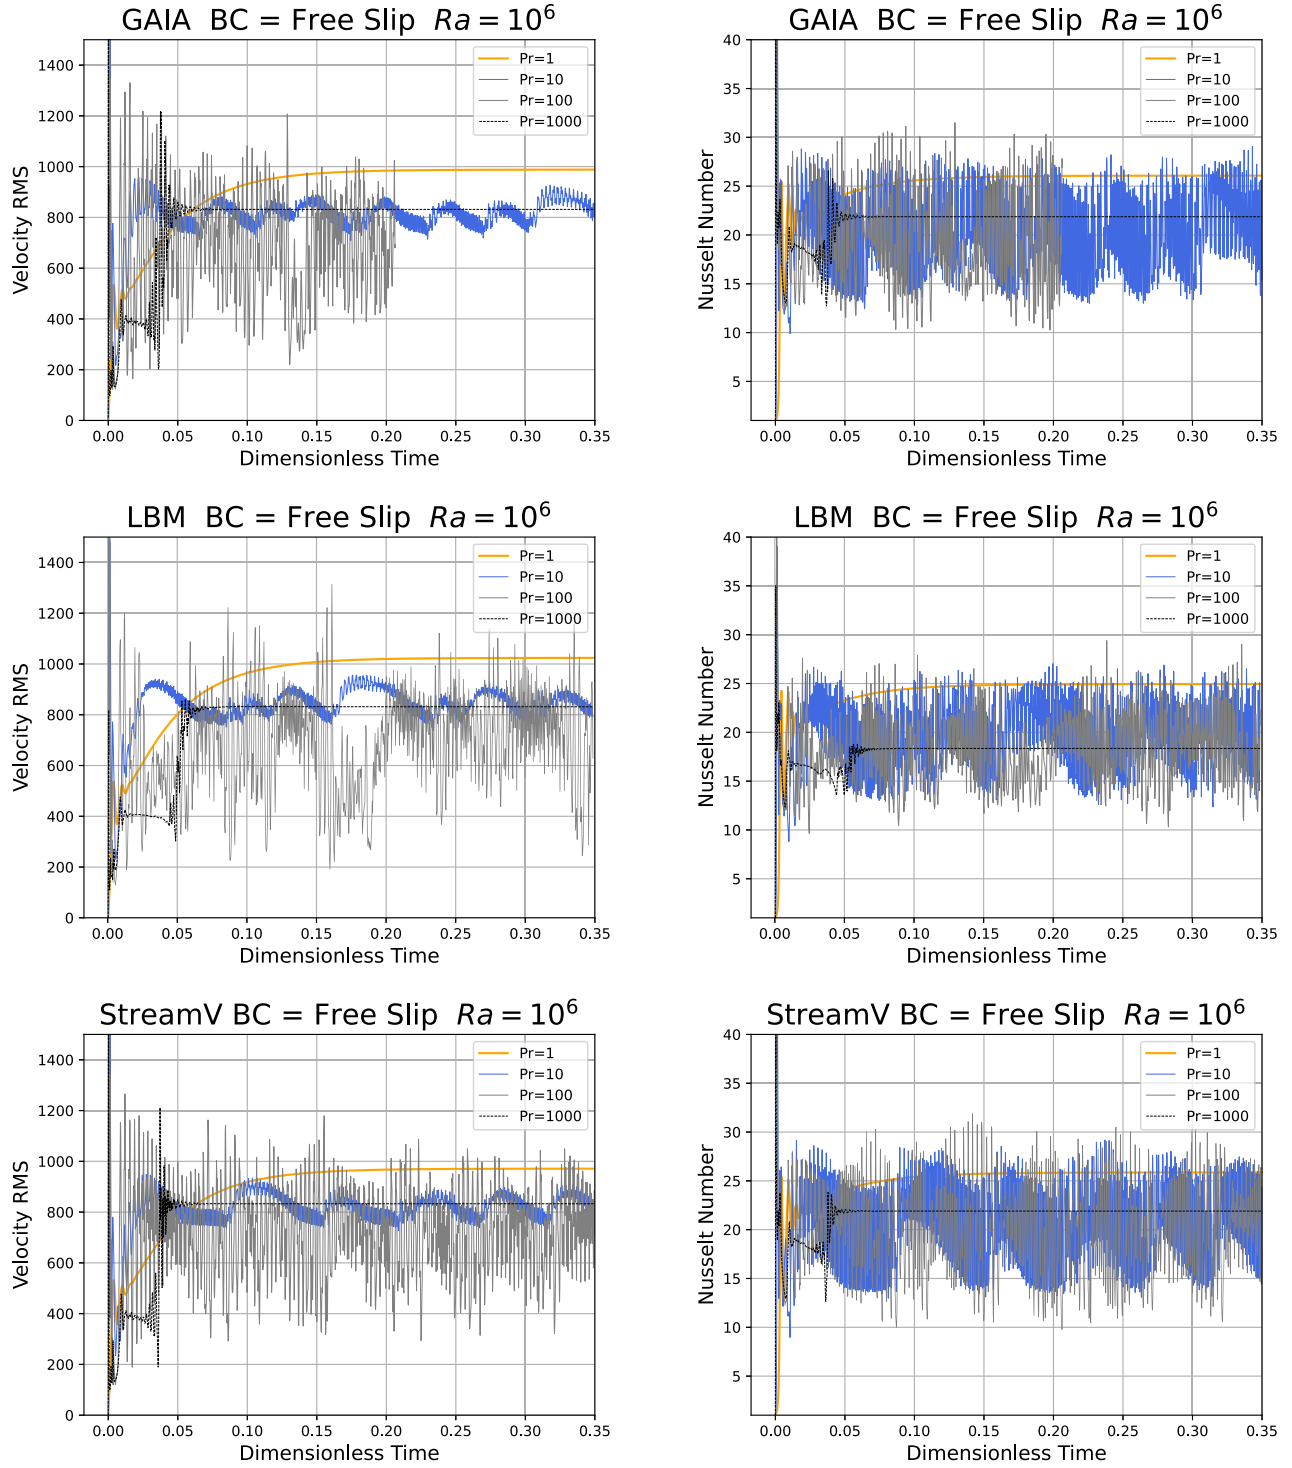 GAIA BC = Free Slip Ra = 10⁶
1400
1200
1000
800
600
400
200
0
Velocity RMS
0.00 0.05 0.10 0.15 0.20 0.25 0.30 0.35
Dimensionless Time
Pr=1
Pr=10
Pr=100
Pr=1000
GAIA BC = Free Slip Ra = 10⁶
40
35
30
25
20
15
10
5
Nusselt Number
0.00 0.05 0.10 0.15 0.20 0.25 0.30 0.35
Dimensionless Time
Pr=1
Pr=10
Pr=100
Pr=1000
LBM BC = Free Slip Ra = 10⁶
1400
1200
1000
800
600
400
200
0
Velocity RMS
0.00 0.05 0.10 0.15 0.20 0.25 0.30 0.35
Dimensionless Time
Pr=1
Pr=10
Pr=100
Pr=1000
LBM BC = Free Slip Ra = 10⁶
40
35
30
25
20
15
10
5
Nusselt Number
0.00 0.05 0.10 0.15 0.20 0.25 0.30 0.35
Dimensionless Time
Pr=1
Pr=10
Pr=100
Pr=1000
StreamV BC = Free Slip Ra = 10⁶
1400
1200
1000
800
600
400
200
0
Velocity RMS
0.00 0.05 0.10 0.15 0.20 0.25 0.30 0.35
Dimensionless Time
Pr=1
Pr=10
Pr=100
Pr=1000
StreamV BC = Free Slip Ra = 10⁶
40
35
30
25
20
15
10
5
Nusselt Number
0.00 0.05 0.10 0.15 0.20 0.25 0.30 0.35
Dimensionless Time
Pr=1
Pr=10
Pr=100
Pr=1000